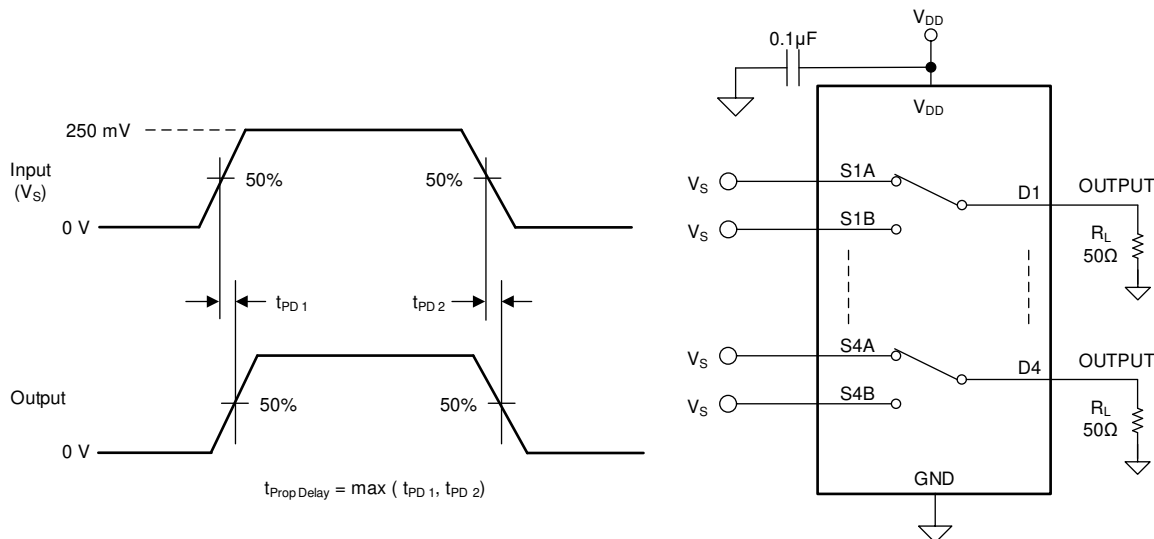 250 mV
Input
(VS)
50%
50%
0 V
tPD 1
tPD 2
Output
50%
50%
0 V
tProp Delay = max ( tPD 1, tPD 2)
VDD
0.1µF
VDD
VS
S1A
D1
OUTPUT
VS
S1B
RL
50Ω
VS
S4A
D4
OUTPUT
VS
S4B
RL
50Ω
GND